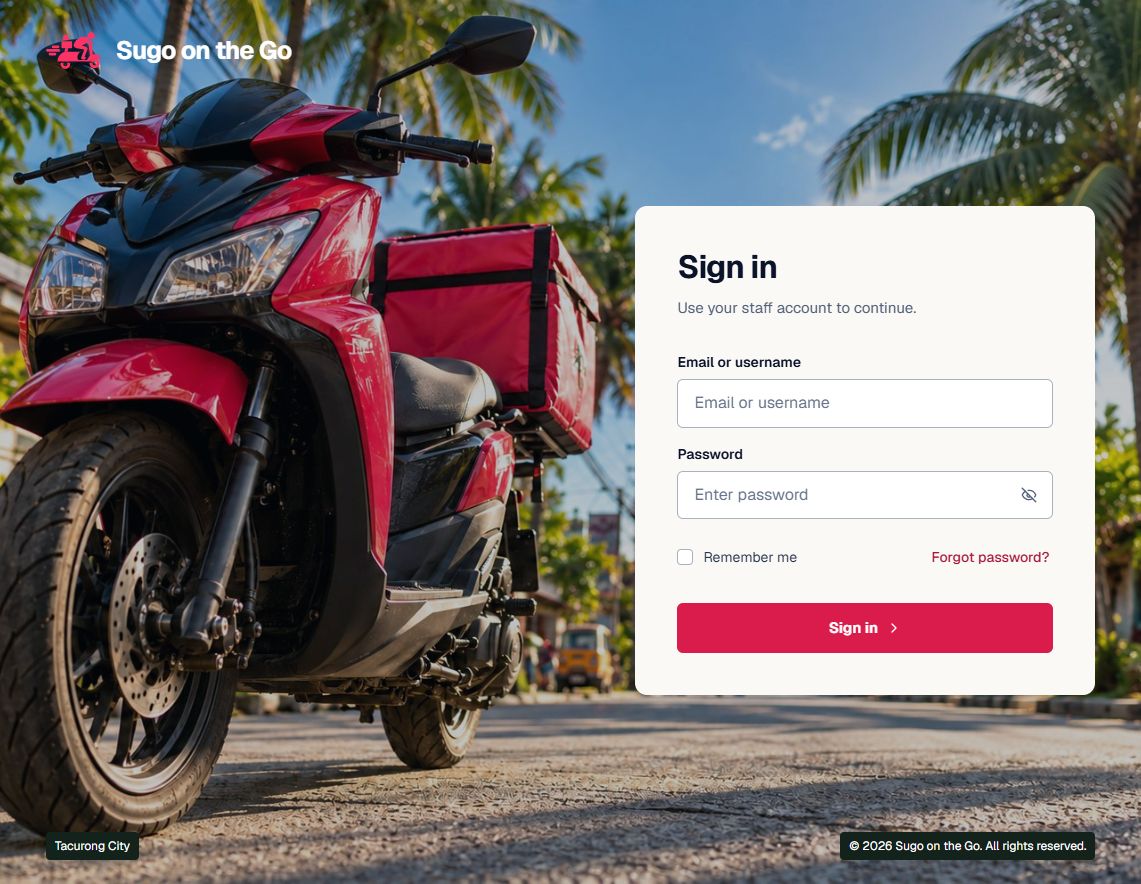 Sugo on the Go
Sign in
Use your staff account to continue.
Email or username
Email or username
Password
Enter password
Remember me
Forgot password?
Sign in
Tacurong City
© 2026 Sugo on the Go. All rights reserved.